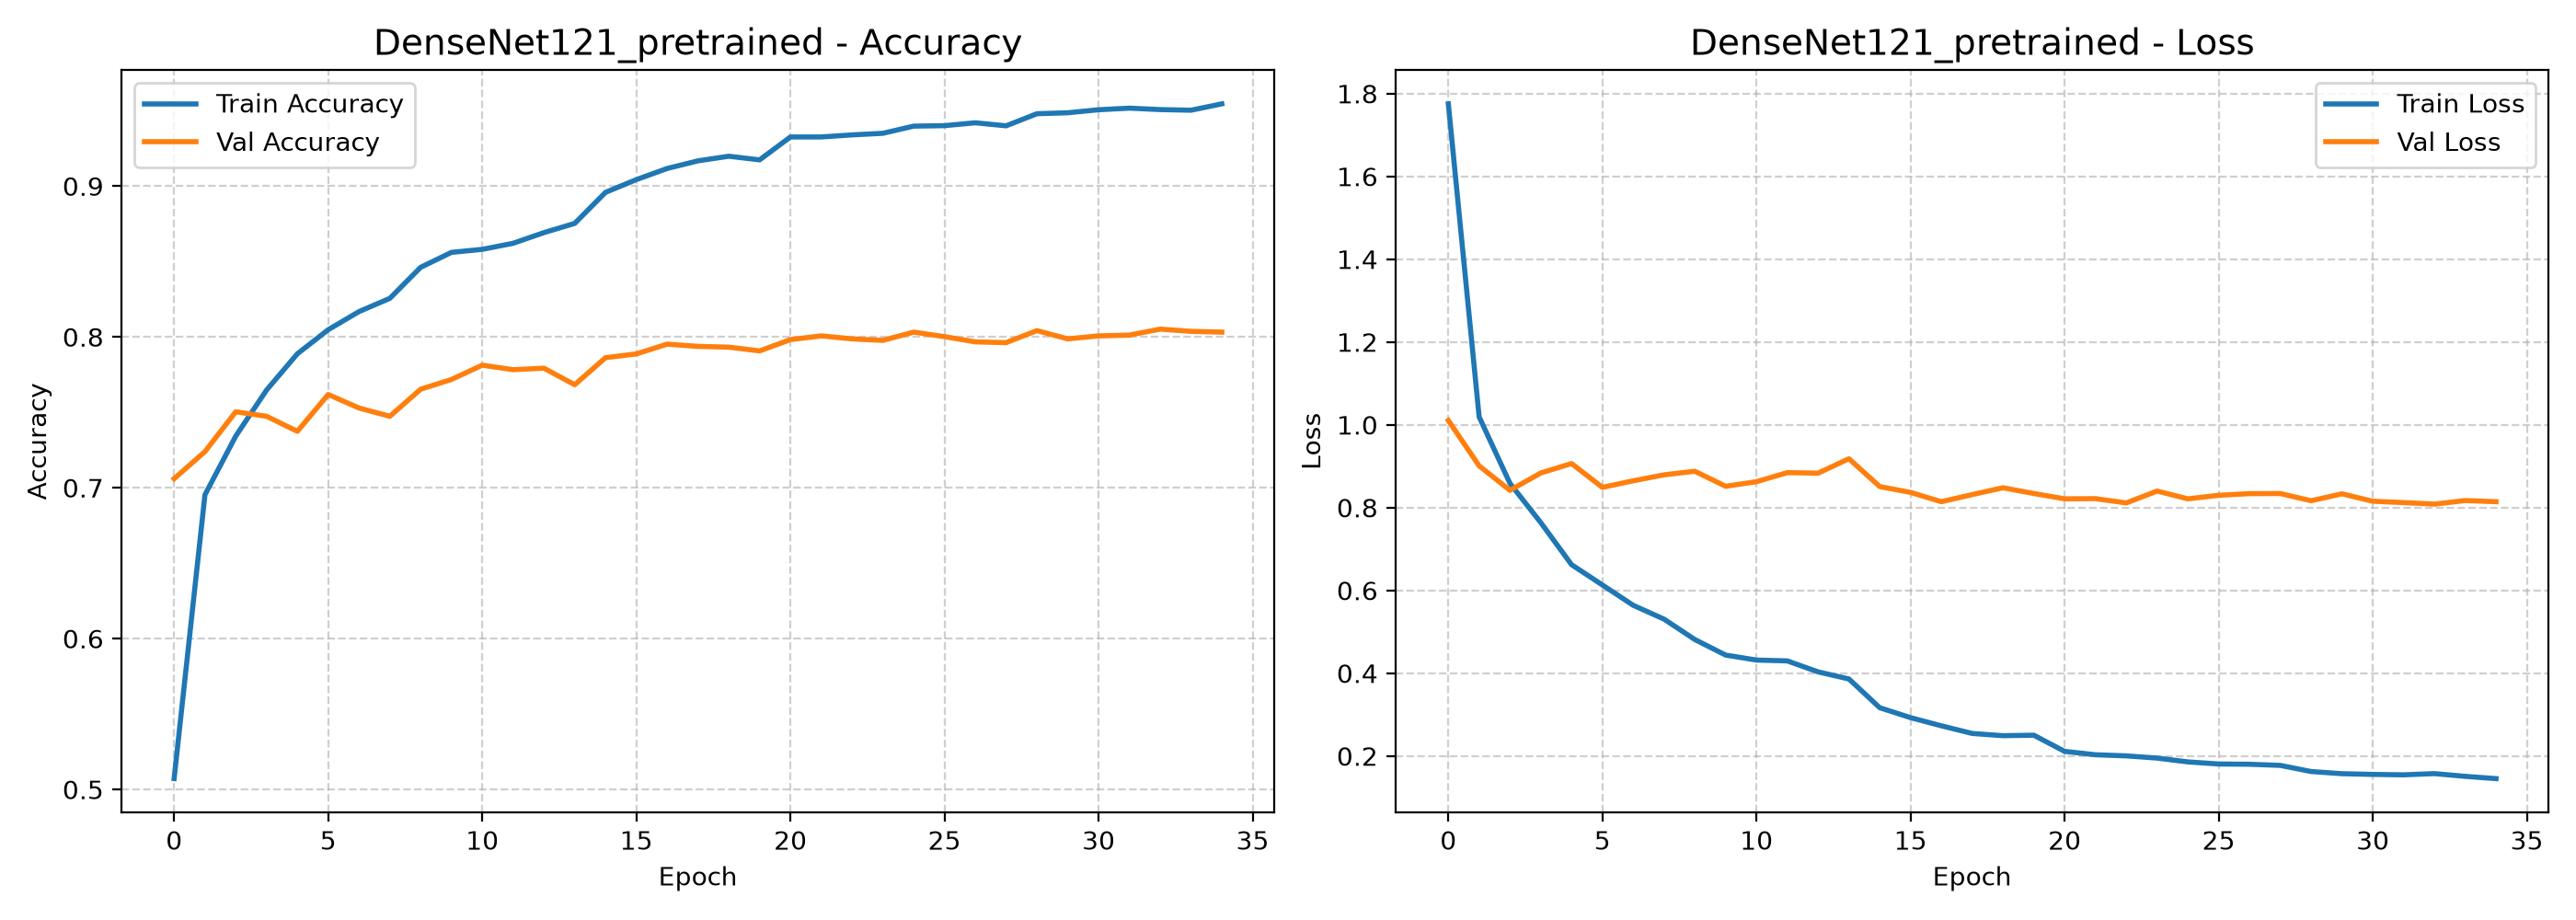 DenseNet121_pretrained - Accuracy
Train Accuracy
Val Accuracy
Accuracy
0.9
0.8
0.7
0.6
0.5
0 5 10 15 20 25 30 35
Epoch
DenseNet121_pretrained - Loss
Train Loss
Val Loss
Loss
1.8
1.6
1.4
1.2
1.0
0.8
0.6
0.4
0.2
0 5 10 15 20 25 30 35
Epoch